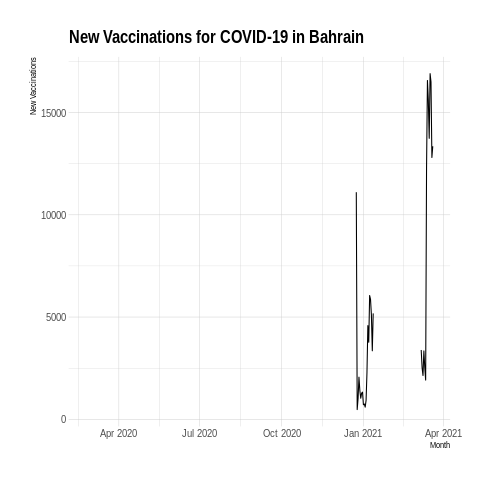 New Vaccinations for COVID-19 in Bahrain
New Vaccinations
15000
10000
5000
0
Apr 2020 Jul 2020 Oct 2020 Jan 2021 Apr 2021
Month